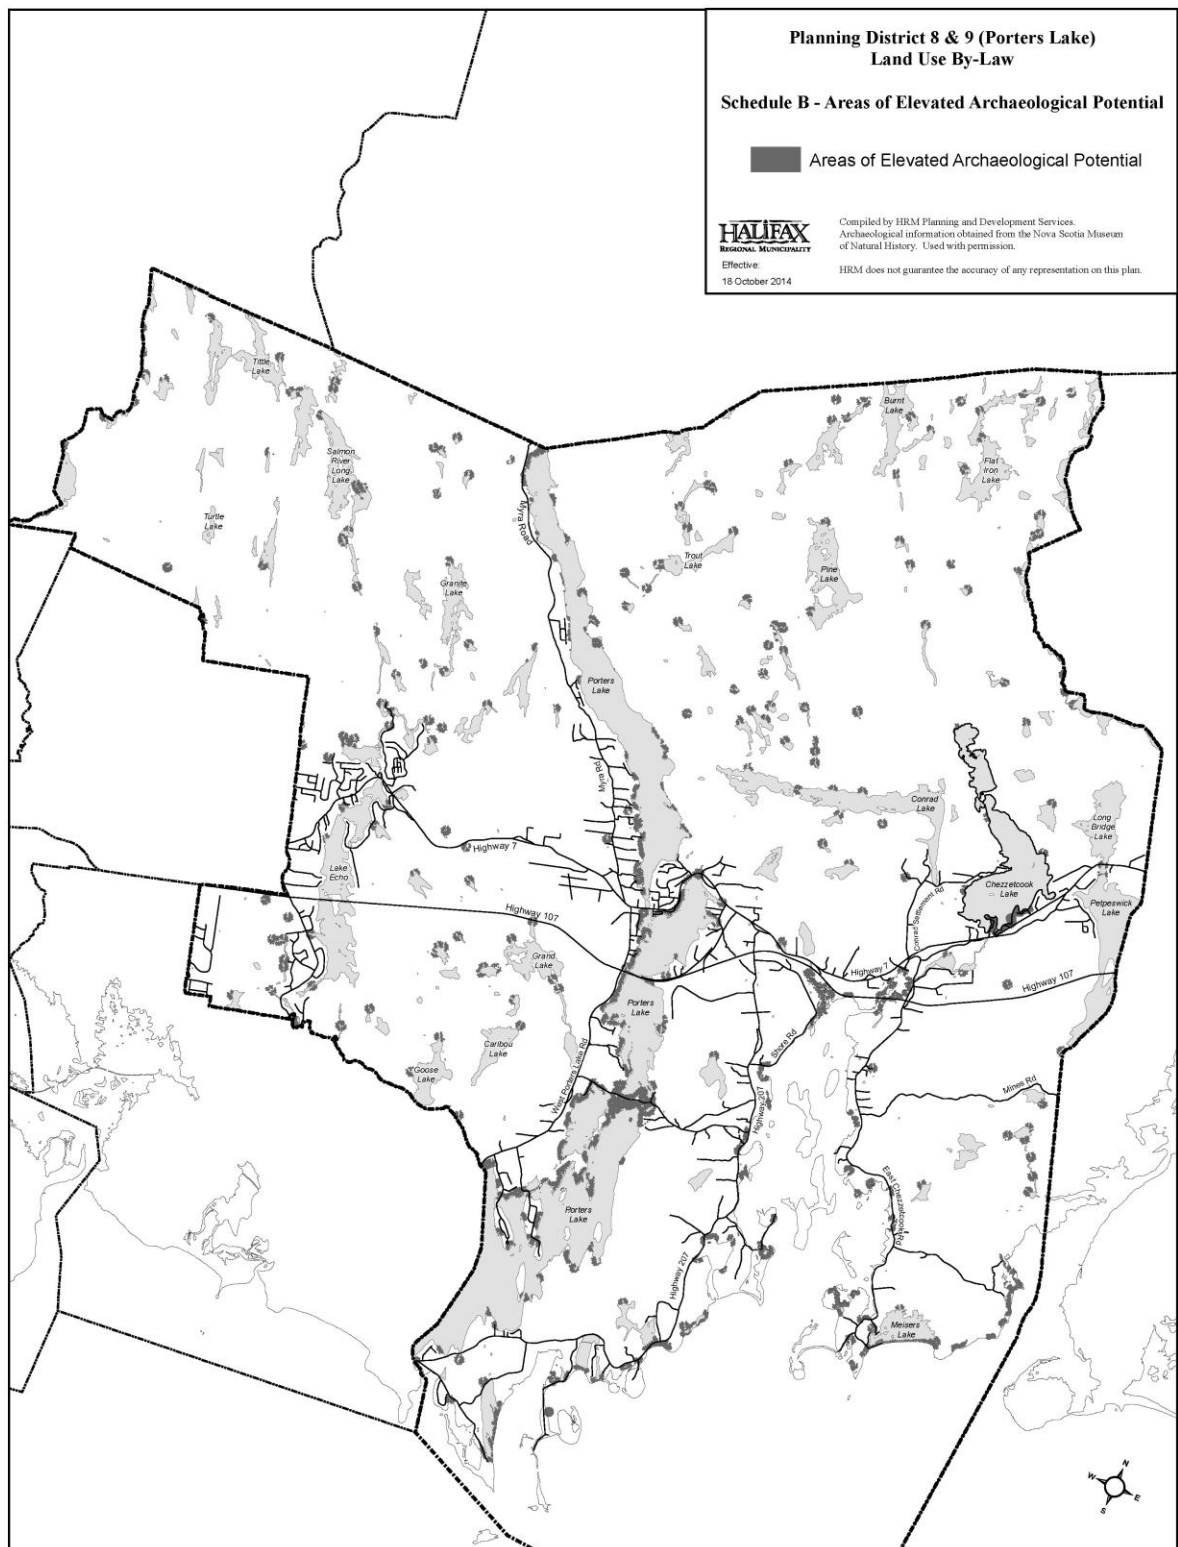 Planning District 8 & 9 (Porters Lake)
Land Use By-Law
Schedule B - Areas of Elevated Archaeological Potential
Areas of Elevated Archaeological Potential
HALIFAX
REGIONAL MUNICIPALITY
Effective:
18 October 2014
Compiled by HRM Planning and Development Services.
Archaeological information obtained from the Nova Scotia Museum
of Natural History. Used with permission.
HRM does not guarantee the accuracy of any representation on this plan.
Tittle
Lake
Burnt
Lake
Salmon
River
Long
Lake
Flat
Iron
Lake
Turtle
Lake
Myra Road
Trout
Lake
Pine
Lake
Granite
Lake
Porters
Lake
Myra Rd
Conrad
Lake
Long
Bridge
Lake
Highway 7
Lake
Echo
Chezzetcook
Lake
Conrad Settlement Rd
Petpeswick
Lake
Highway 107
Grand
Lake
Highway 7
Highway 107
Porters
Lake
Caribou
Lake
Shore Rd
Goose
Lake
West Porters Lake Rd
Mines Rd
Highway 207
East Chezzetcook Rd
Porters
Lake
Highway 207
Meisers
Lake
N
W
E
S